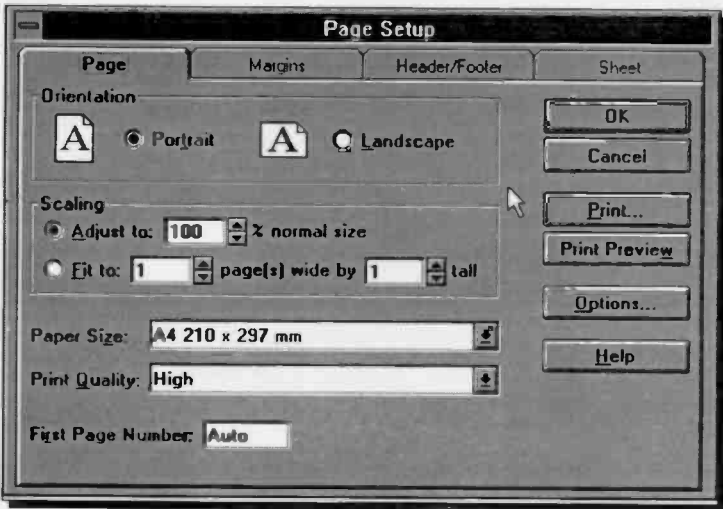 Page Setup
Page Margins Header/Footer Sheet
Orientation
A Portrait A Landscape
OK
Cancel
Scaling
Adjust to: 100 % normal size
Fit to: 1 page(s) wide by 1 tall
Print...
Print Preview
Options...
Help
Paper Size: A4 210 x 297 mm
Print Quality: High
First Page Number: Auto